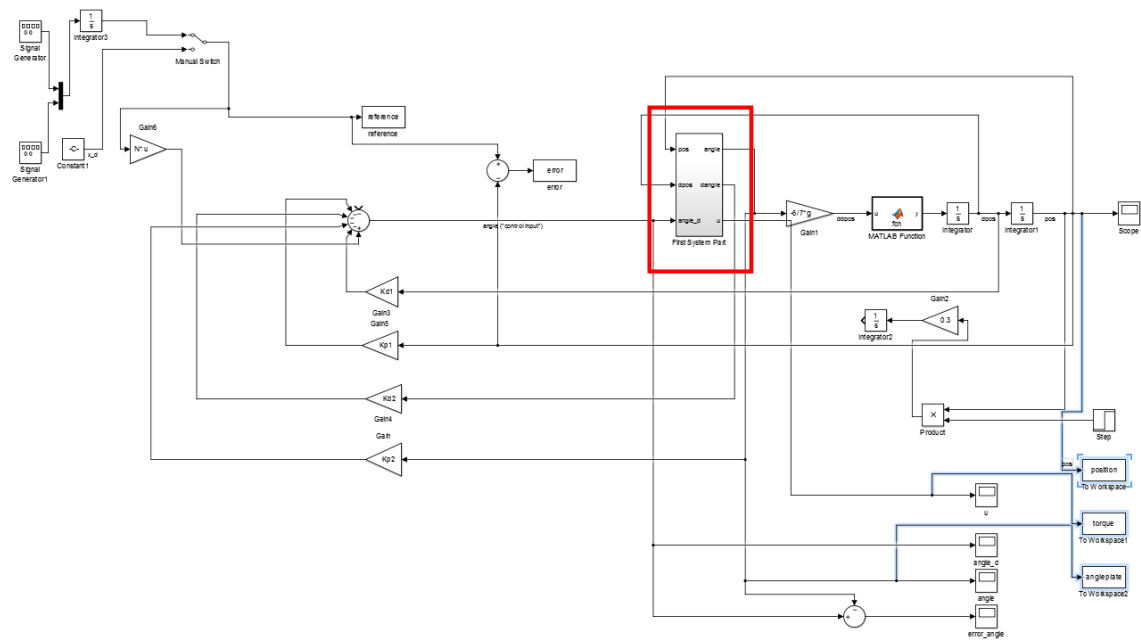 1
s
Integrator3
Signal
Generator
Manual Switch
reference
reference
Gain6
N* u
-C-
x_d
Constant1
Signal
Generator1
+
−
error
error
pos
dpos
angle_d
angle
dangle
u
First System Part
-5/7*g
Gain1
ddpos
u
fcn
y
MATLAB Function
1
s
Integrator
dpos
1
s
Integrator1
pos
Scope
angle ("control input")
Kd1
Gain3
Gain2
0.3
1
s
Integrator2
Gain5
Kp1
Kd2
Gain4
×
Product
Step
Gain
Kp2
pos
position
To Workspace
u
torque
To Workspace1
angle_d
angleplate
To Workspace2
angle
−
+
error_angle